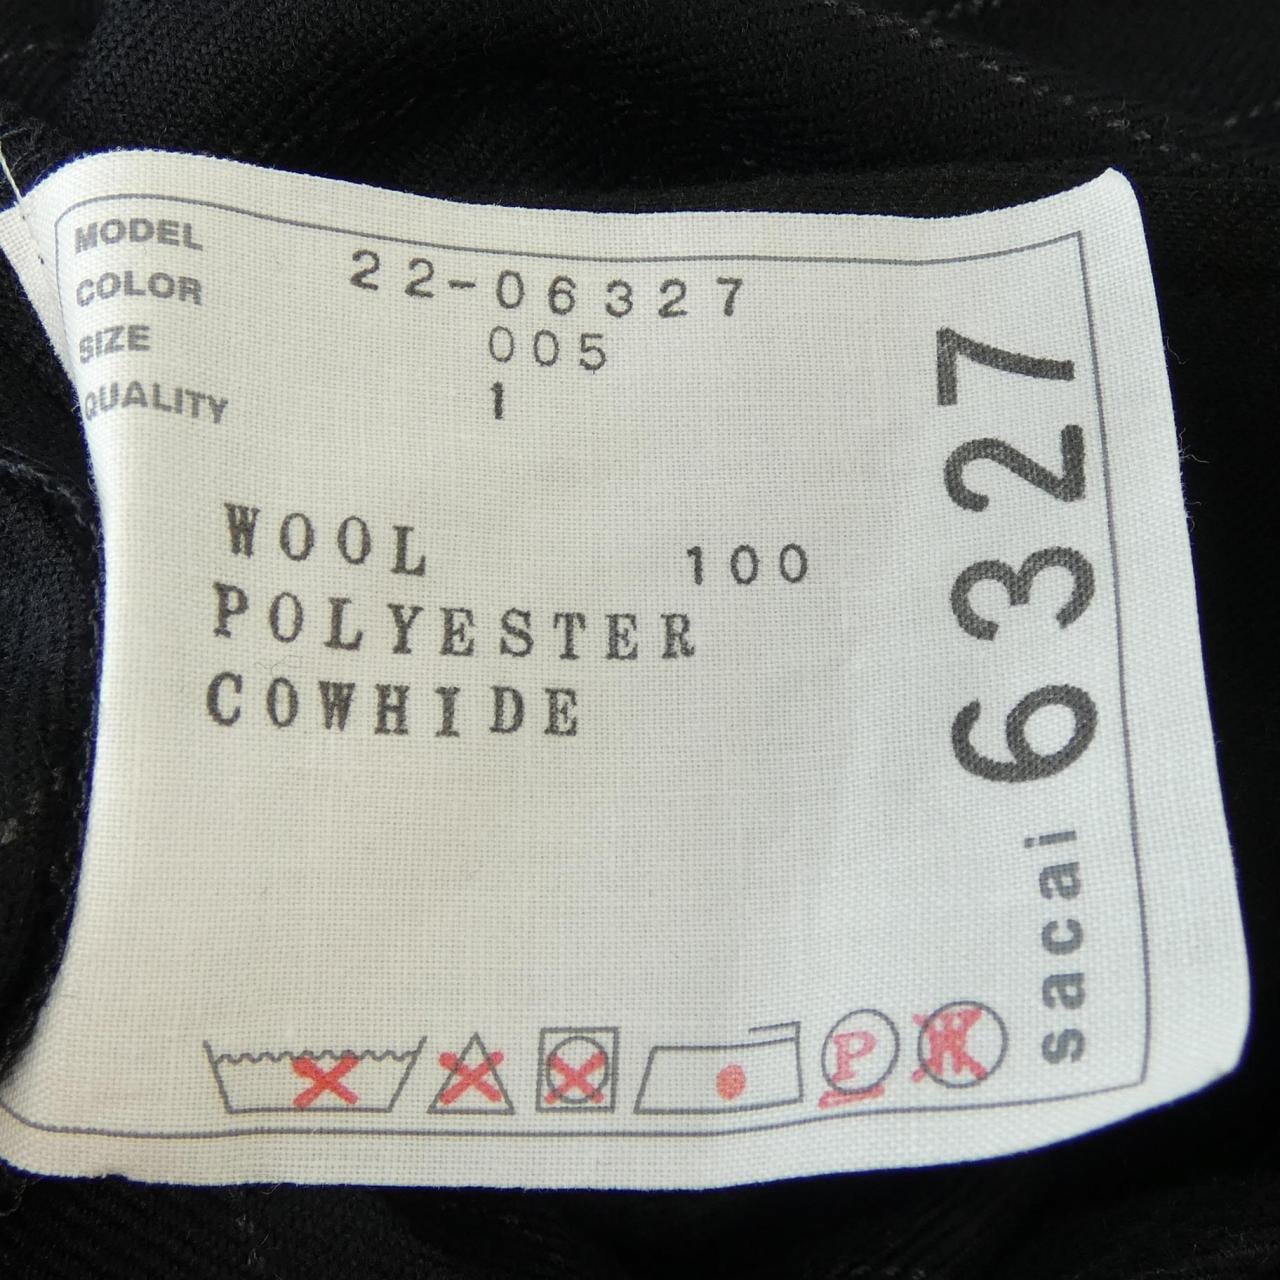 MODEL 22-06327
COLOR 005
SIZE 1
QUALITY
WOOL 100
POLYESTER
COWHIDE
sacai 6327
P
W